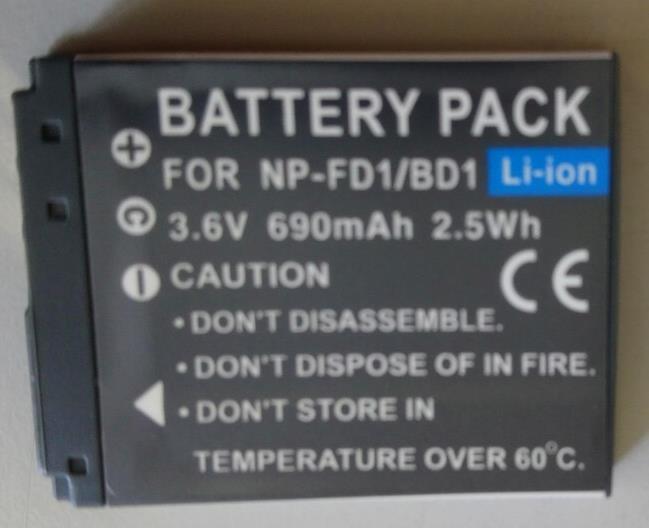 BATTERY PACK
FOR NP-FD1/BD1 Li-ion
3.6V 690mAh 2.5Wh
CE
CAUTION
• DON'T DISASSEMBLE.
• DON'T DISPOSE OF IN FIRE.
• DON'T STORE IN
TEMPERATURE OVER 60°C.